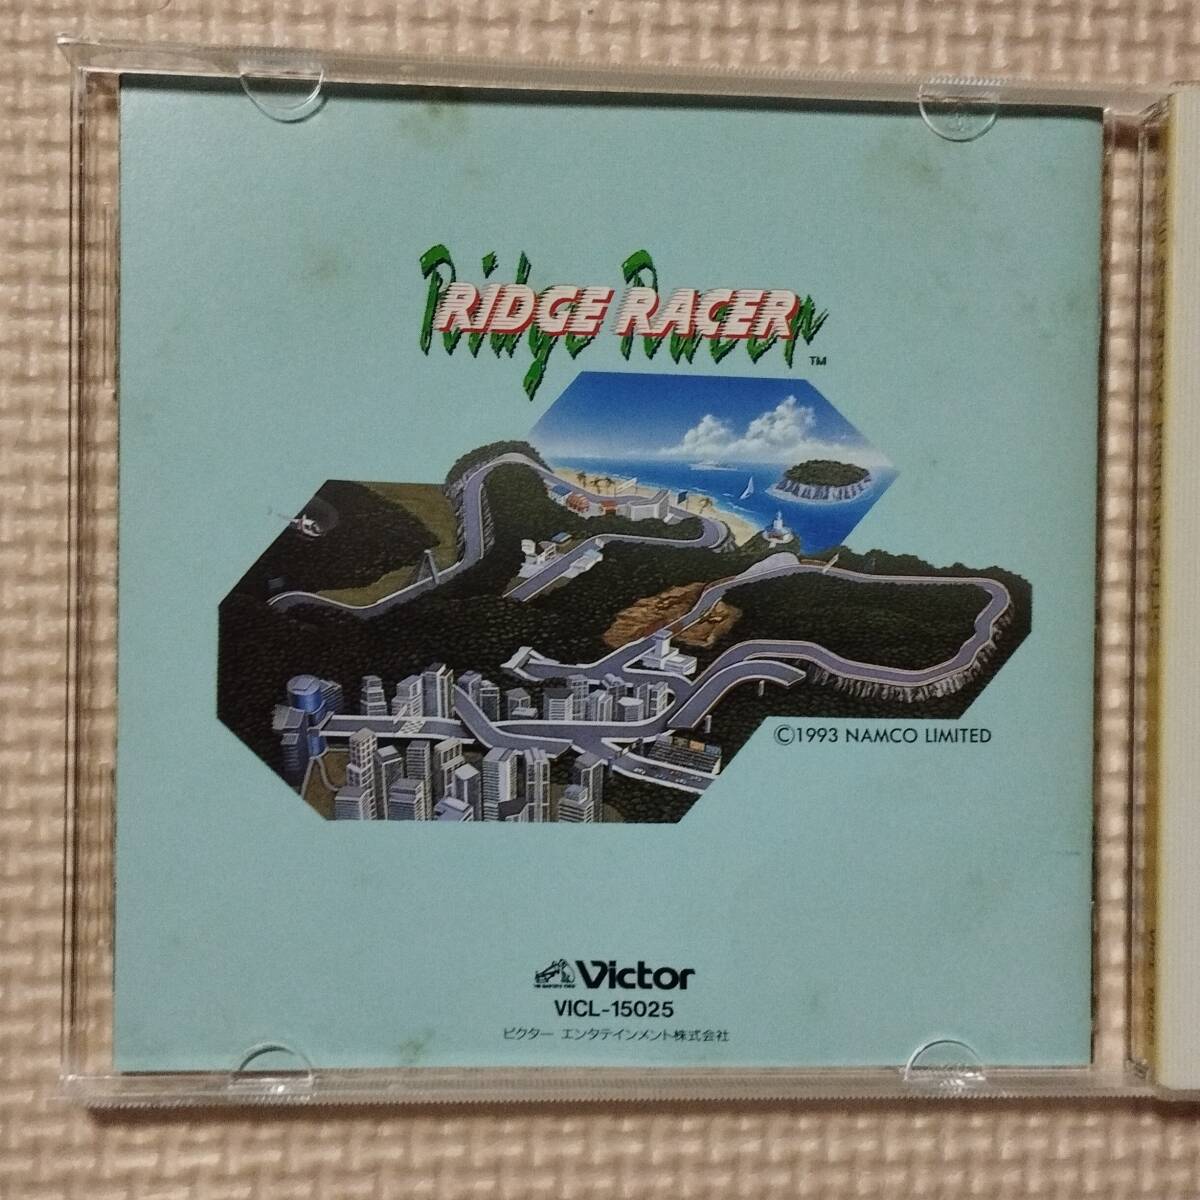 Ridge Racer
RIDGE RACER
TM
©1993 NAMCO LIMITED
Victor
VICL-15025
ビクター エンタテインメント株式会社